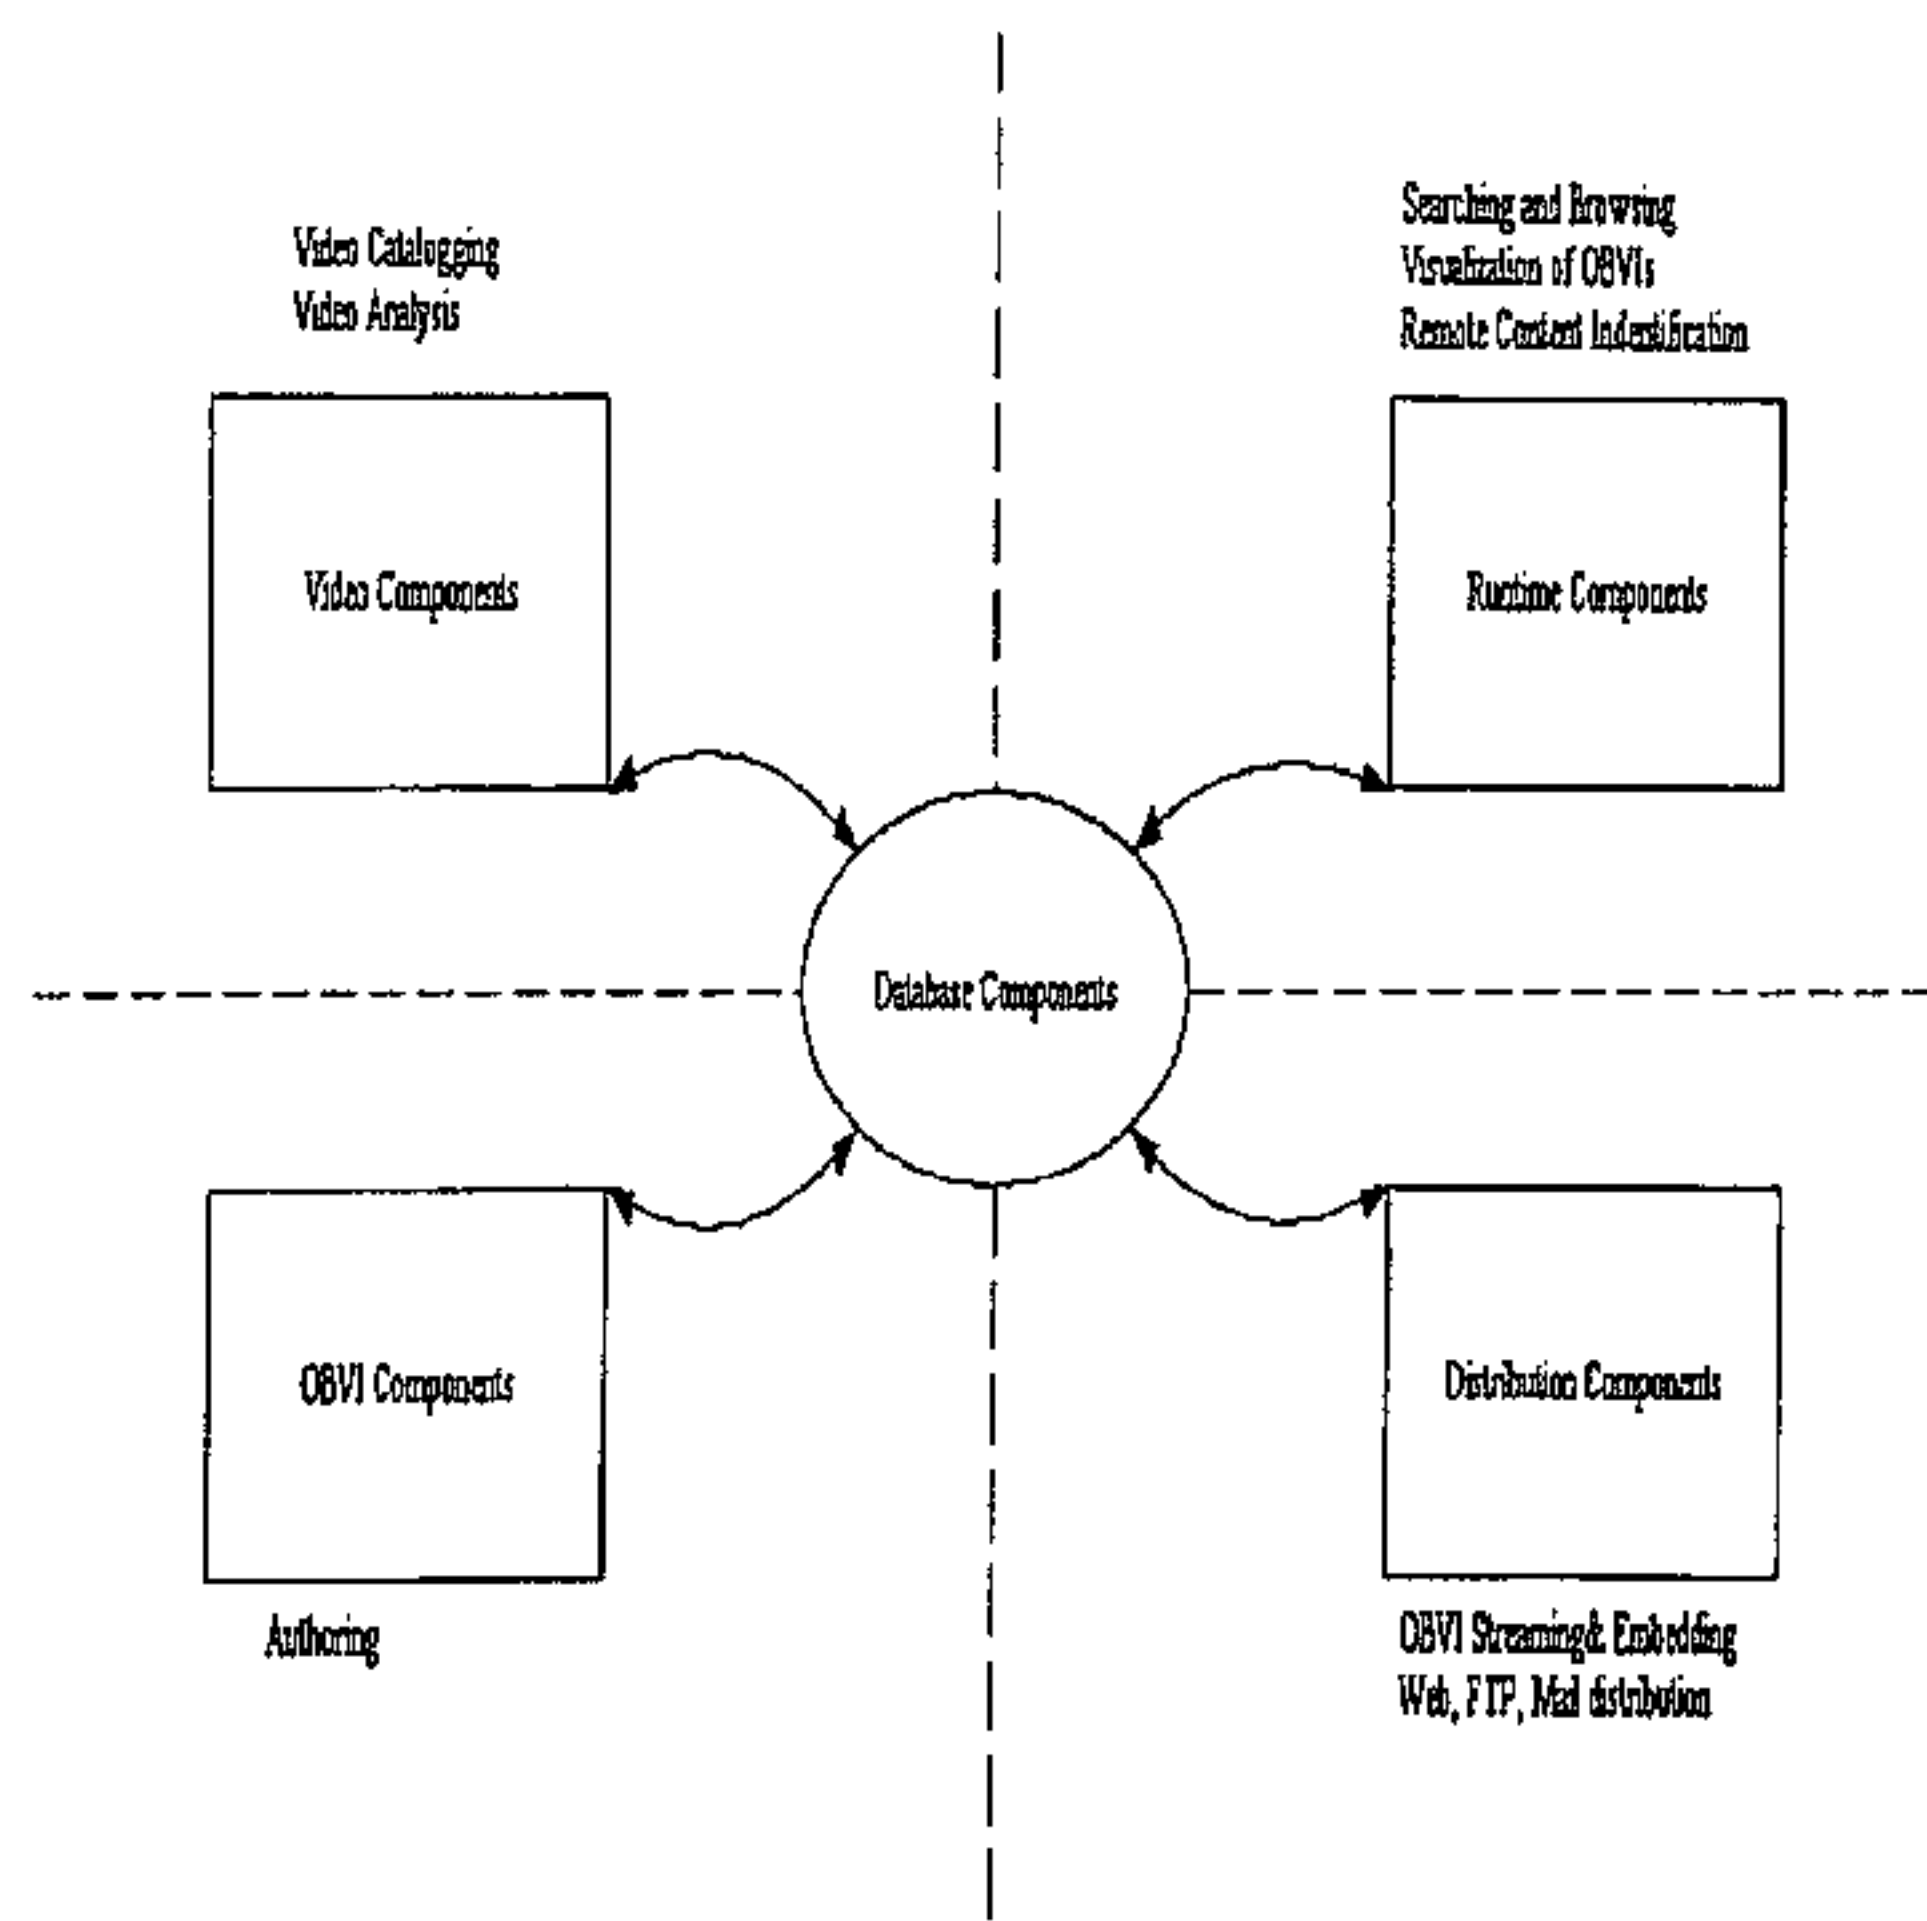 Video Catalogging
Video Analysis
Searching and Browsing
Visualization of OBVIs
Remote Content Indentification
Video Components
Runtime Components
Database Components
OBVI Components
Distribution Components
Authoring
OBVI Streaming& Embedding
Web, FTP, Mail distribution